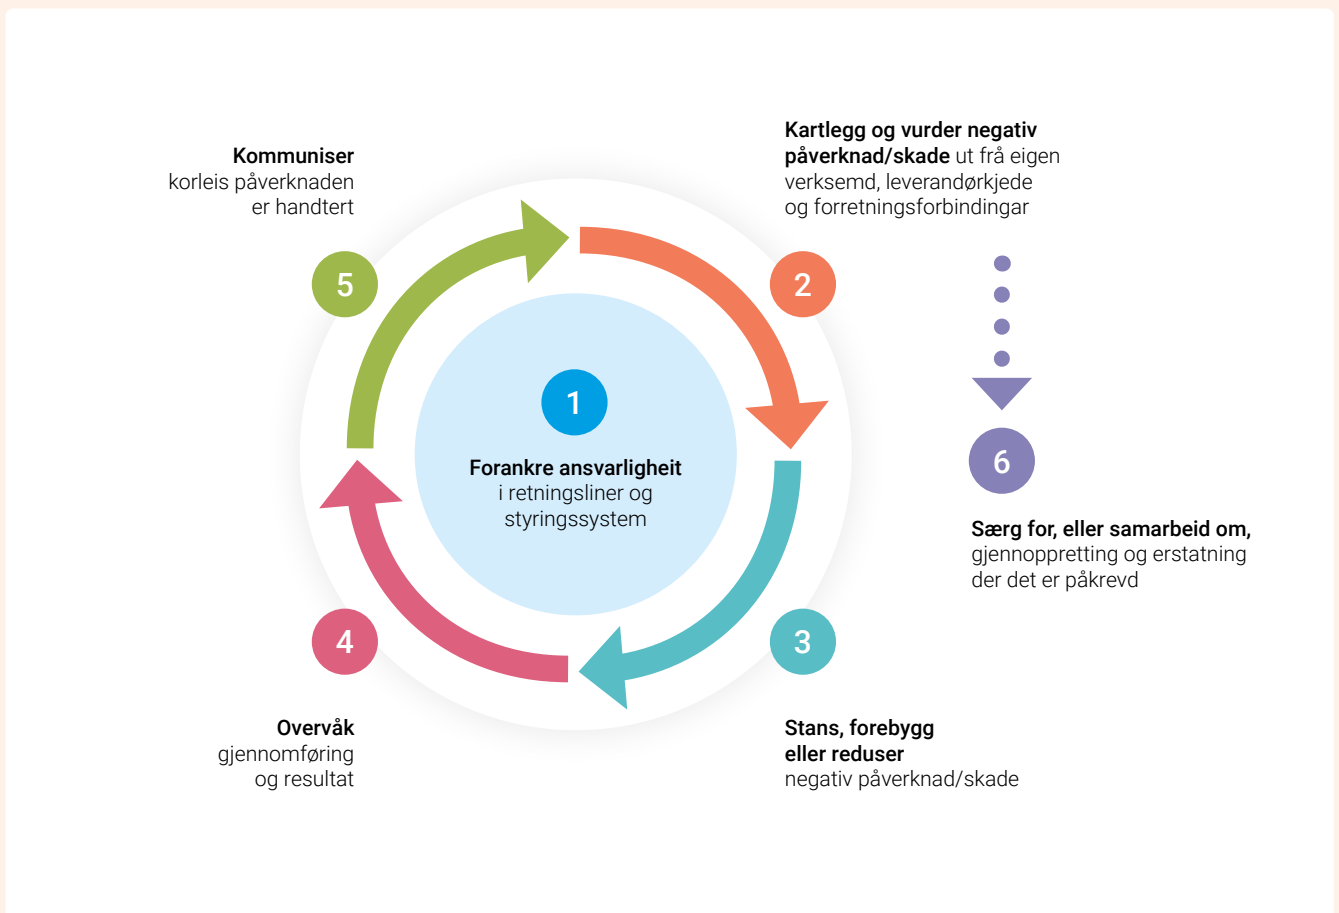 1
Forankre ansvarligheit
i retningsliner og
styringssystem
2
Kartlegg og vurder negativ
påverknad/skade ut frå eigen
verksemd, leverandørkjede
og forretningsforbindingar
3
Stans, forebygg
eller reduser
negativ påverknad/skade
4
Overvåk
gjennomføring
og resultat
5
Kommuniser
korleis påverknaden
er handtert
6
Særg for, eller samarbeid om,
gjennoppretting og erstatning
der det er påkrevd